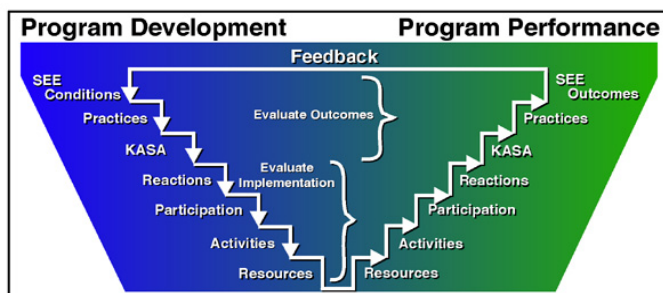 Program Development
Program Performance
Feedback
SEE
Conditions
Practices
KASA
Reactions
Participation
Activities
Resources
Evaluate Outcomes
Evaluate
Implementation
SEE
Outcomes
Practices
KASA
Reactions
Participation
Activities
Resources